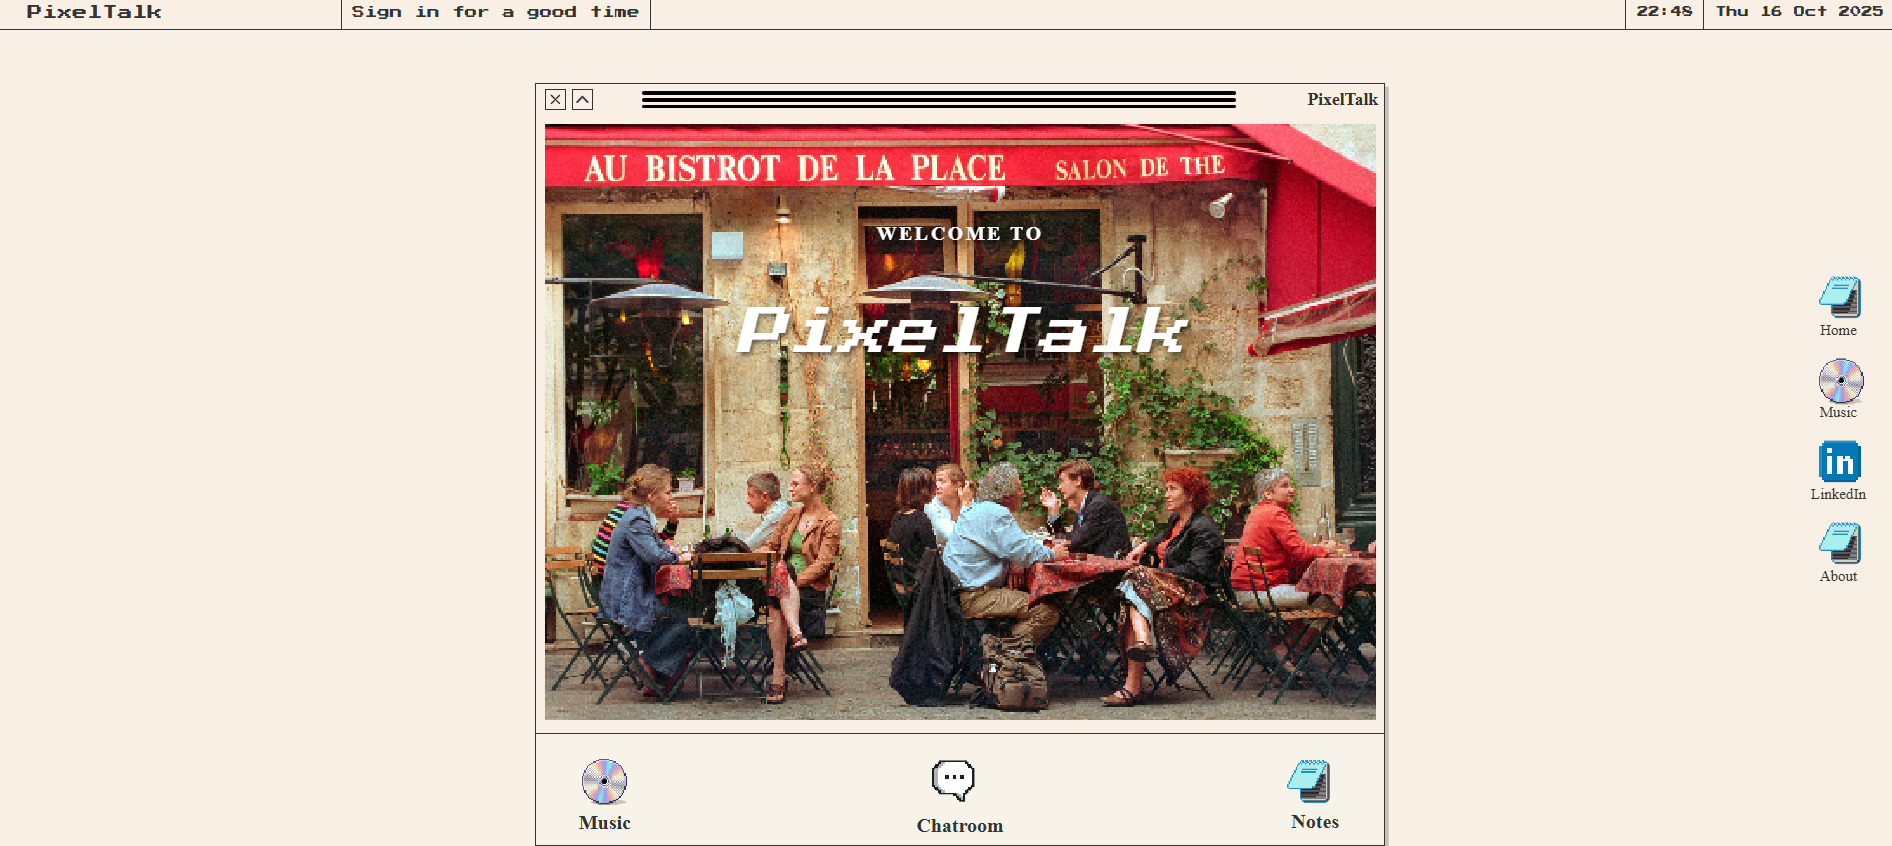 PixelTalk
Sign in for a good time
22:48
Thu 16 Oct 2025
PixelTalk
AU BISTROT DE LA PLACE SALON DE THE
WELCOME TO
PixelTalk
Home
Music
in
LinkedIn
About
Music
Chatroom
Notes